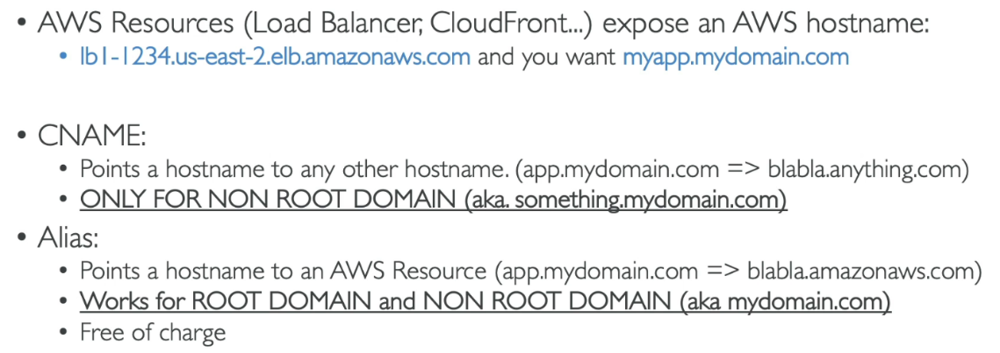 • AWS Resources (Load Balancer, CloudFront...) expose an AWS hostname:
• lb1-1234.us-east-2.elb.amazonaws.com and you want myapp.mydomain.com
• CNAME:
• Points a hostname to any other hostname. (app.mydomain.com => blabla.anything.com)
• ONLY FOR NON ROOT DOMAIN (aka. something.mydomain.com)
• Alias:
• Points a hostname to an AWS Resource (app.mydomain.com => blabla.amazonaws.com)
• Works for ROOT DOMAIN and NON ROOT DOMAIN (aka mydomain.com)
• Free of charge